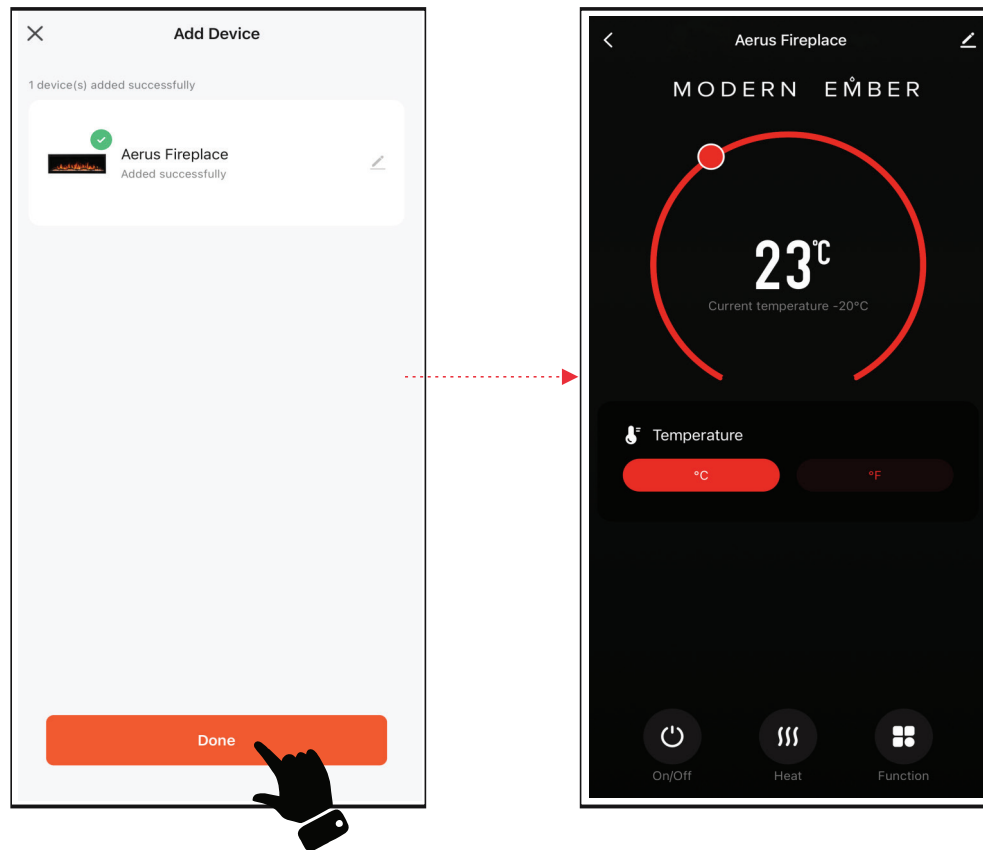 Add Device
1 device(s) added successfully
Aerus Fireplace
Added successfully
Done
Aerus Fireplace
MODERN EMBER
23°C
Current temperature -20°C
Temperature
°C
°F
On/Off
Heat
Function